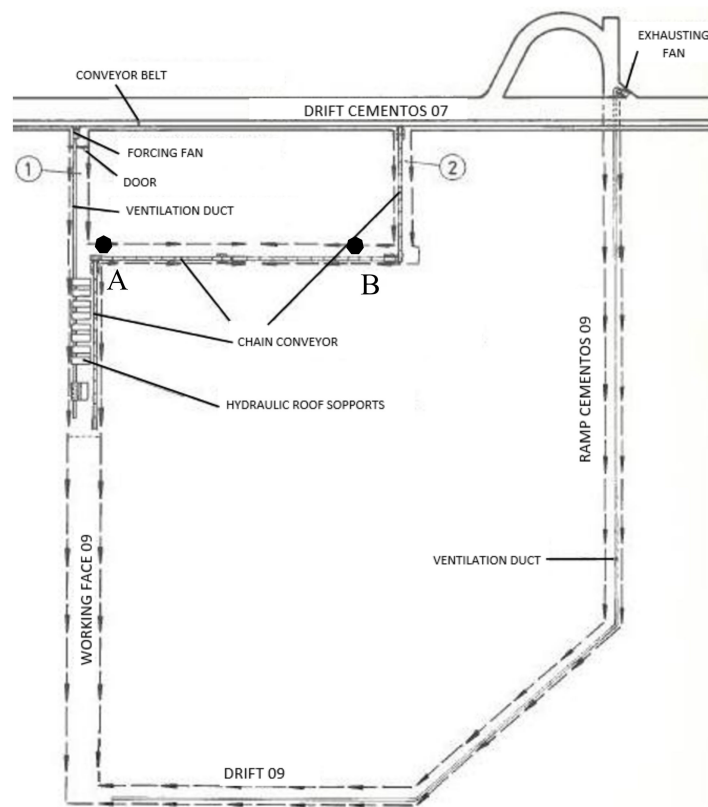 EXHAUSTING
FAN
CONVEYOR BELT
DRIFT CEMENTOS 07
FORCING FAN
1
2
DOOR
VENTILATION DUCT
A
B
CHAIN CONVEYOR
HYDRAULIC ROOF SOPPORTS
RAMP CEMENTOS 09
WORKING FACE 09
VENTILATION DUCT
DRIFT 09